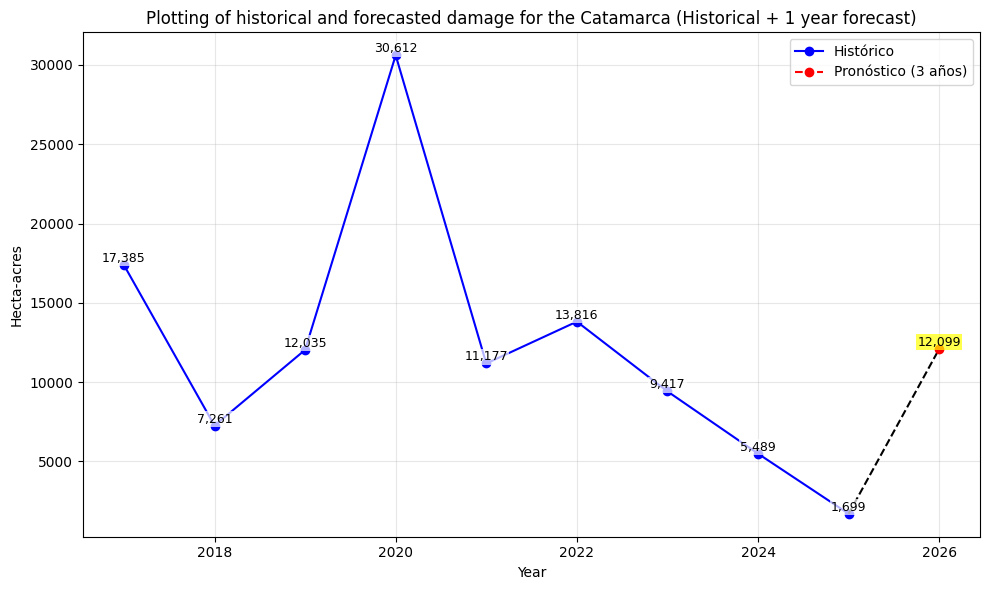 Plotting of historical and forecasted damage for the Catamarca (Historical + 1 year forecast)
Histórico
Pronóstico (3 años)
30,612
17,385
13,816
12,035
12,099
11,177
9,417
7,261
5,489
1,699
30000
25000
20000
15000
10000
5000
Hecta-acres
2018 2020 2022 2024 2026
Year